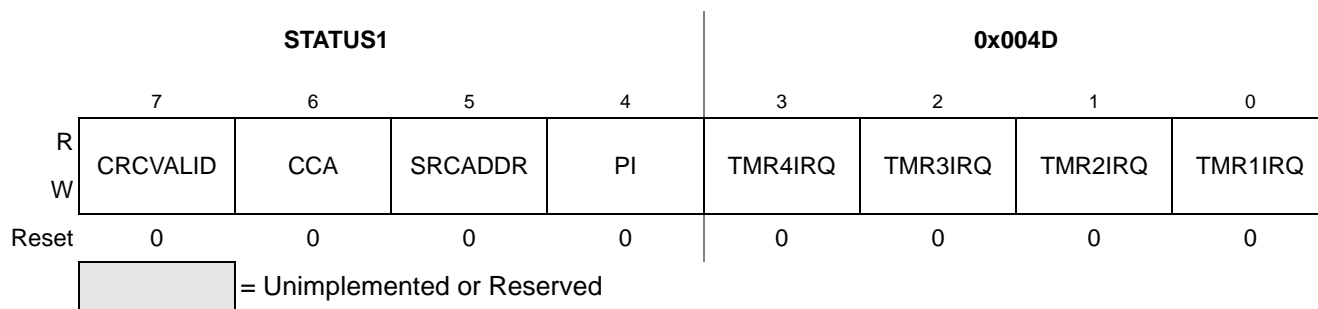 STATUS1 0x004D
7 6 5 4 3 2 1 0
R
CRCVALID CCA SRCADDR PI TMR4IRQ TMR3IRQ TMR2IRQ TMR1IRQ
W
Reset 0 0 0 0 0 0 0 0
= Unimplemented or Reserved